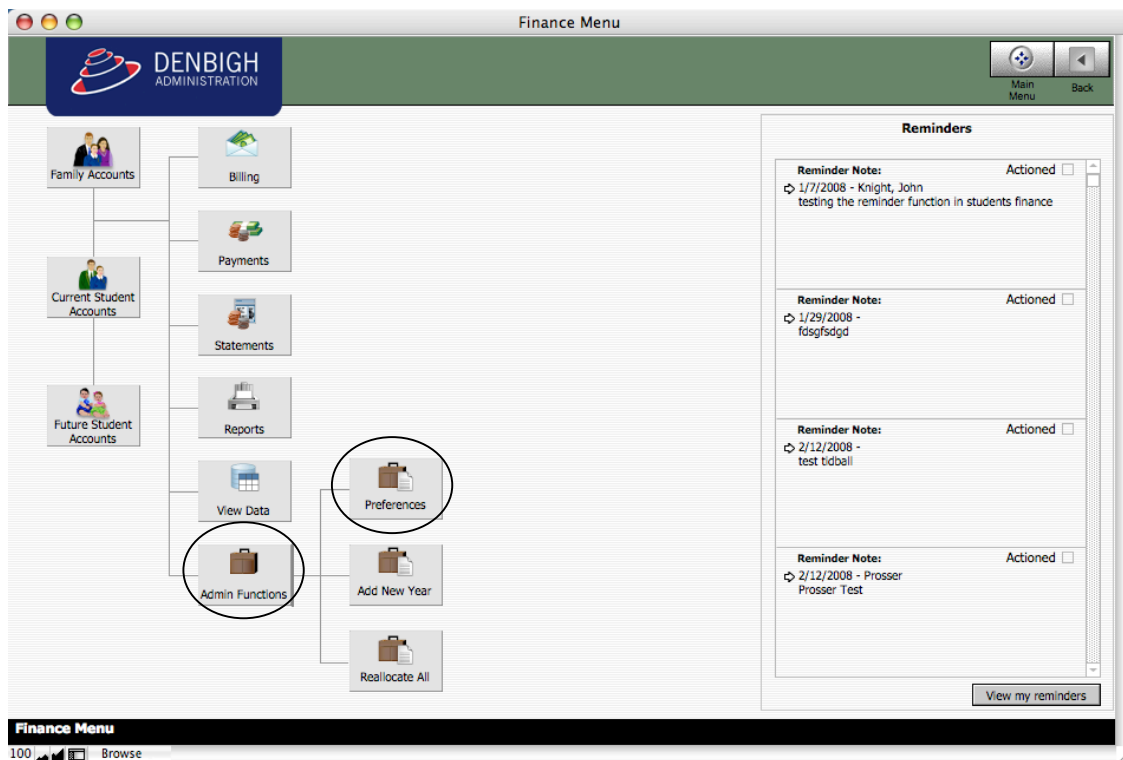 Finance Menu
DENBIGH
ADMINISTRATION
Main
Menu
Back
Family Accounts
Billing
Payments
Current Student
Accounts
Statements
Future Student
Accounts
Reports
View Data
Preferences
Admin Functions
Add New Year
Reallocate All
Reminders
Reminder Note: Actioned
1/7/2008 - Knight, John
testing the reminder function in students finance
Reminder Note: Actioned
1/29/2008 -
fdsgfsdgd
Reminder Note: Actioned
2/12/2008 -
test tidball
Reminder Note: Actioned
2/12/2008 - Prosser
Prosser Test
View my reminders
Finance Menu
100 Browse